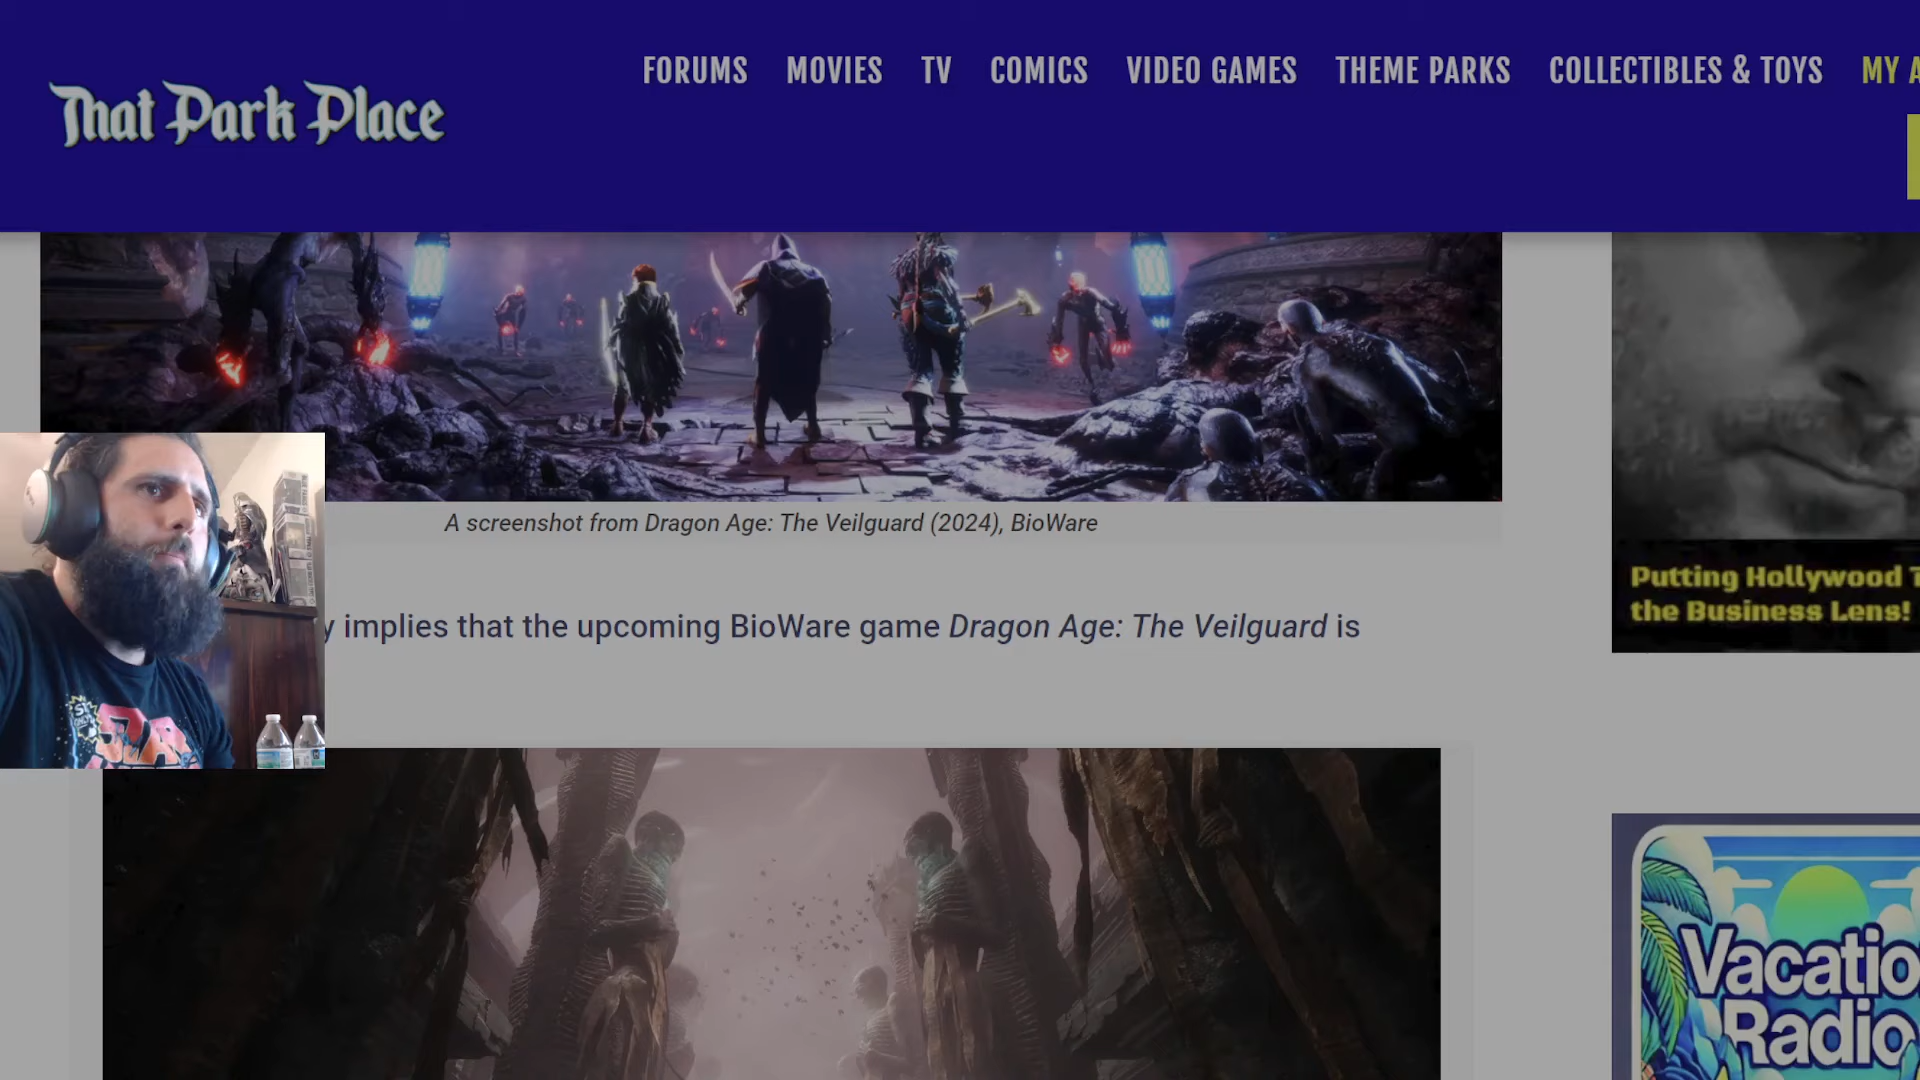 That Park Place
FORUMS MOVIES TV COMICS VIDEO GAMES THEME PARKS COLLECTIBLES & TOYS MY A
A screenshot from Dragon Age: The Veilguard (2024), BioWare
y implies that the upcoming BioWare game Dragon Age: The Veilguard is
Putting Hollywood T
the Business Lens!
Vacatio
Radio